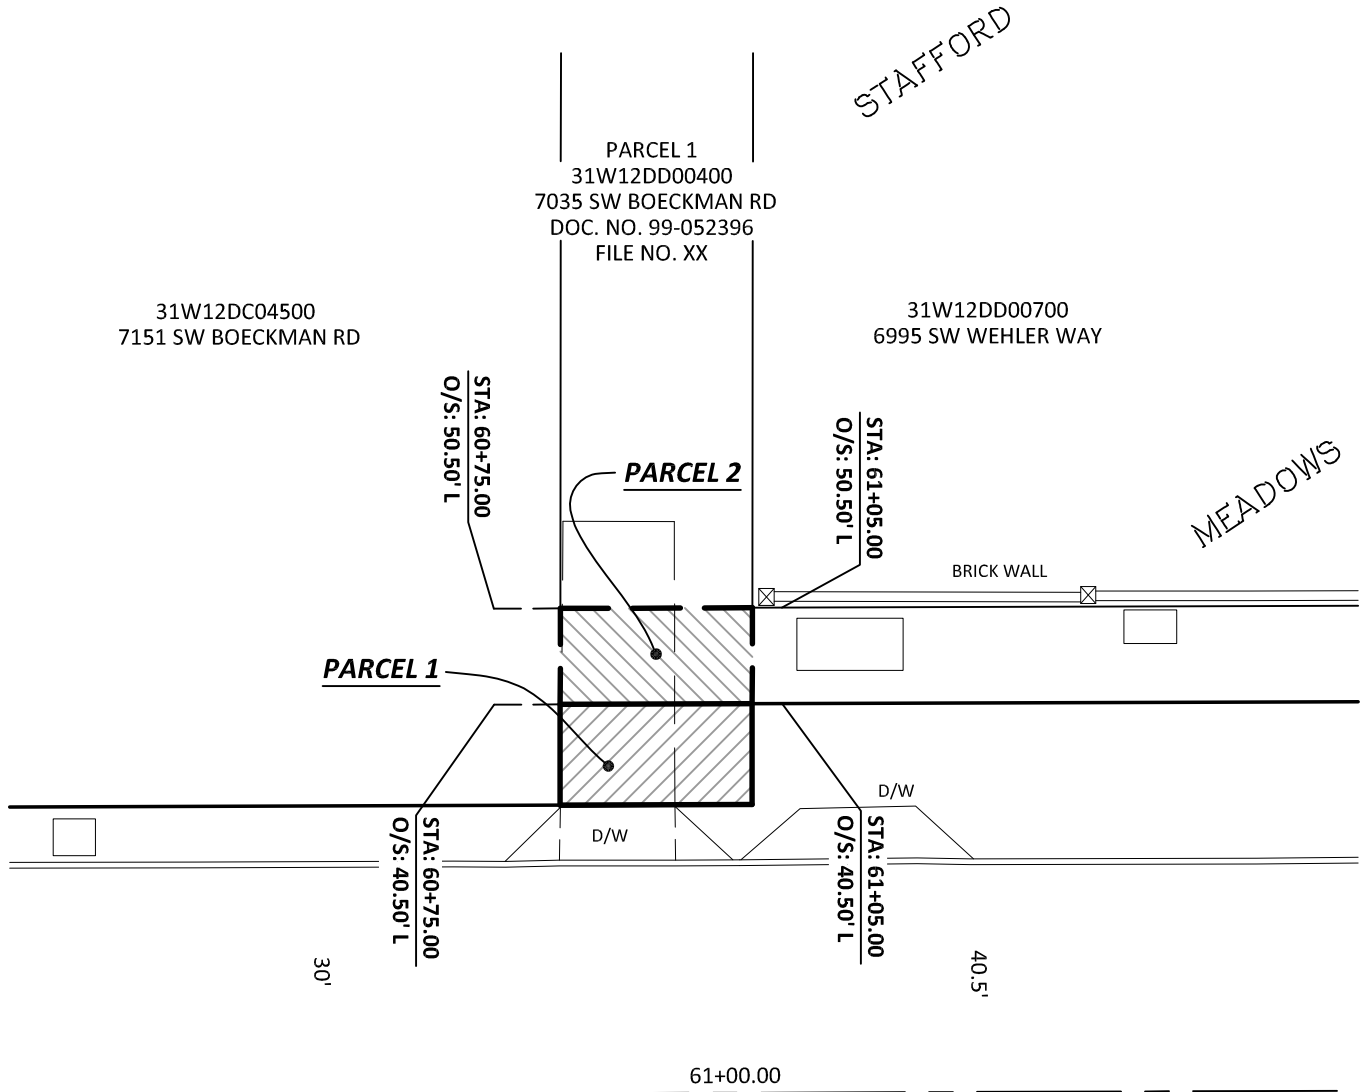 STAFFORD
PARCEL 1
31W12DD00400
7035 SW BOECKMAN RD
DOC. NO. 99-052396
FILE NO. XX
31W12DC04500
7151 SW BOECKMAN RD
31W12DD00700
6995 SW WEHLER WAY
STA: 60+75.00
O/S: 50.50' L
STA: 61+05.00
O/S: 50.50' L
PARCEL 2
MEADOWS
BRICK WALL
PARCEL 1
D/W
D/W
STA: 60+75.00
O/S: 40.50' L
STA: 61+05.00
O/S: 40.50' L
30'
40.5'
61+00.00